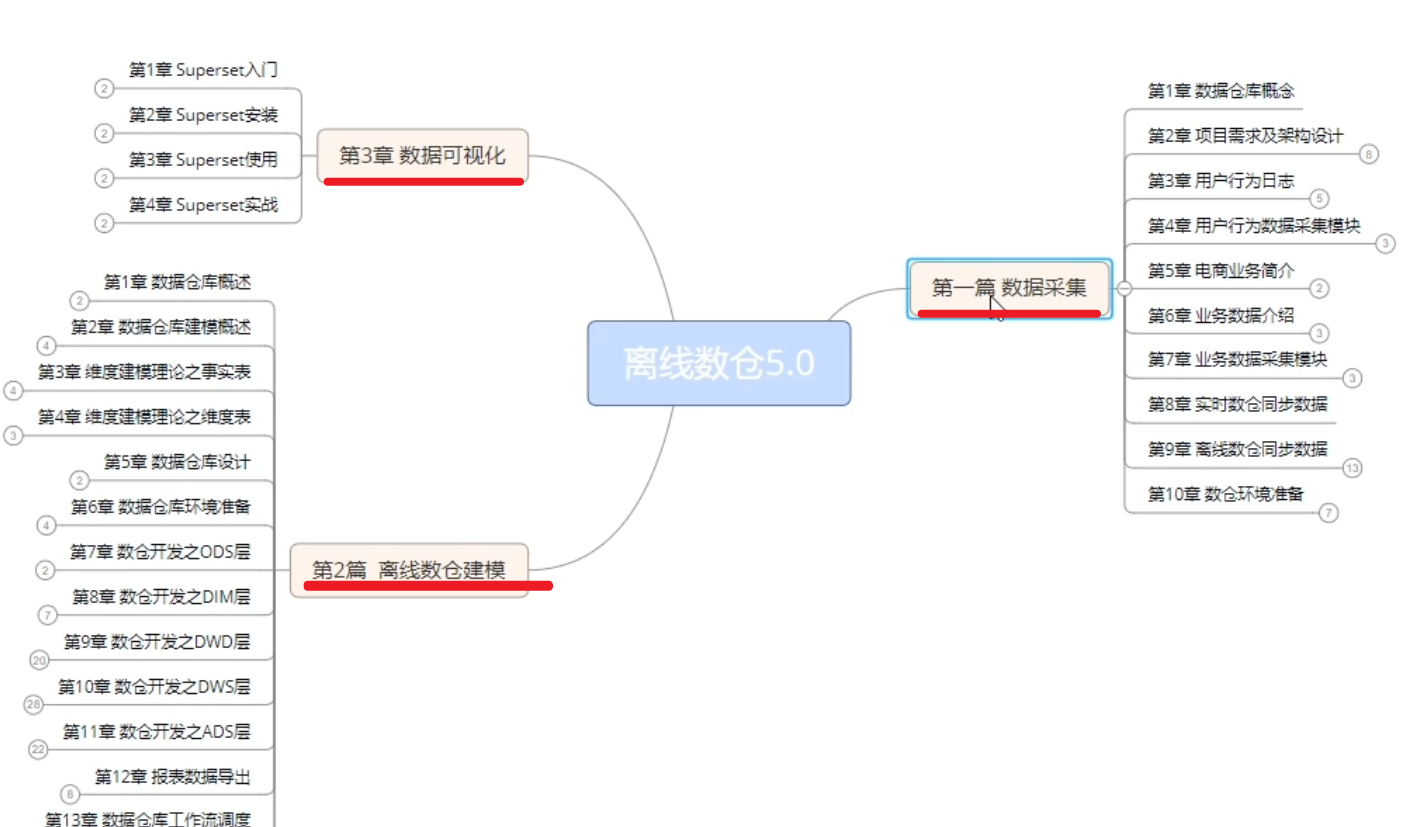 离线数仓5.0
第一篇 数据采集
第1章 数据仓库概念
第2章 项目需求及架构设计
8
第3章 用户行为日志
5
第4章 用户行为数据采集模块
3
第5章 电商业务简介
2
第6章 业务数据介绍
3
第7章 业务数据采集模块
3
第8章 实时数仓同步数据
第9章 离线数仓同步数据
13
第10章 数仓环境准备
7
第2篇 离线数仓建模
第1章 数据仓库概述
2
第2章 数据仓库建模概述
4
第3章 维度建模理论之事实表
4
第4章 维度建模理论之维度表
3
第5章 数据仓库设计
2
第6章 数据仓库环境准备
4
第7章 数仓开发之ODS层
2
第8章 数仓开发之DIM层
7
第9章 数仓开发之DWD层
20
第10章 数仓开发之DWS层
28
第11章 数仓开发之ADS层
22
第12章 报表数据导出
8
第13章 数据仓库工作流调度
第3章 数据可视化
第1章 Superset入门
2
第2章 Superset安装
2
第3章 Superset使用
2
第4章 Superset实战
2